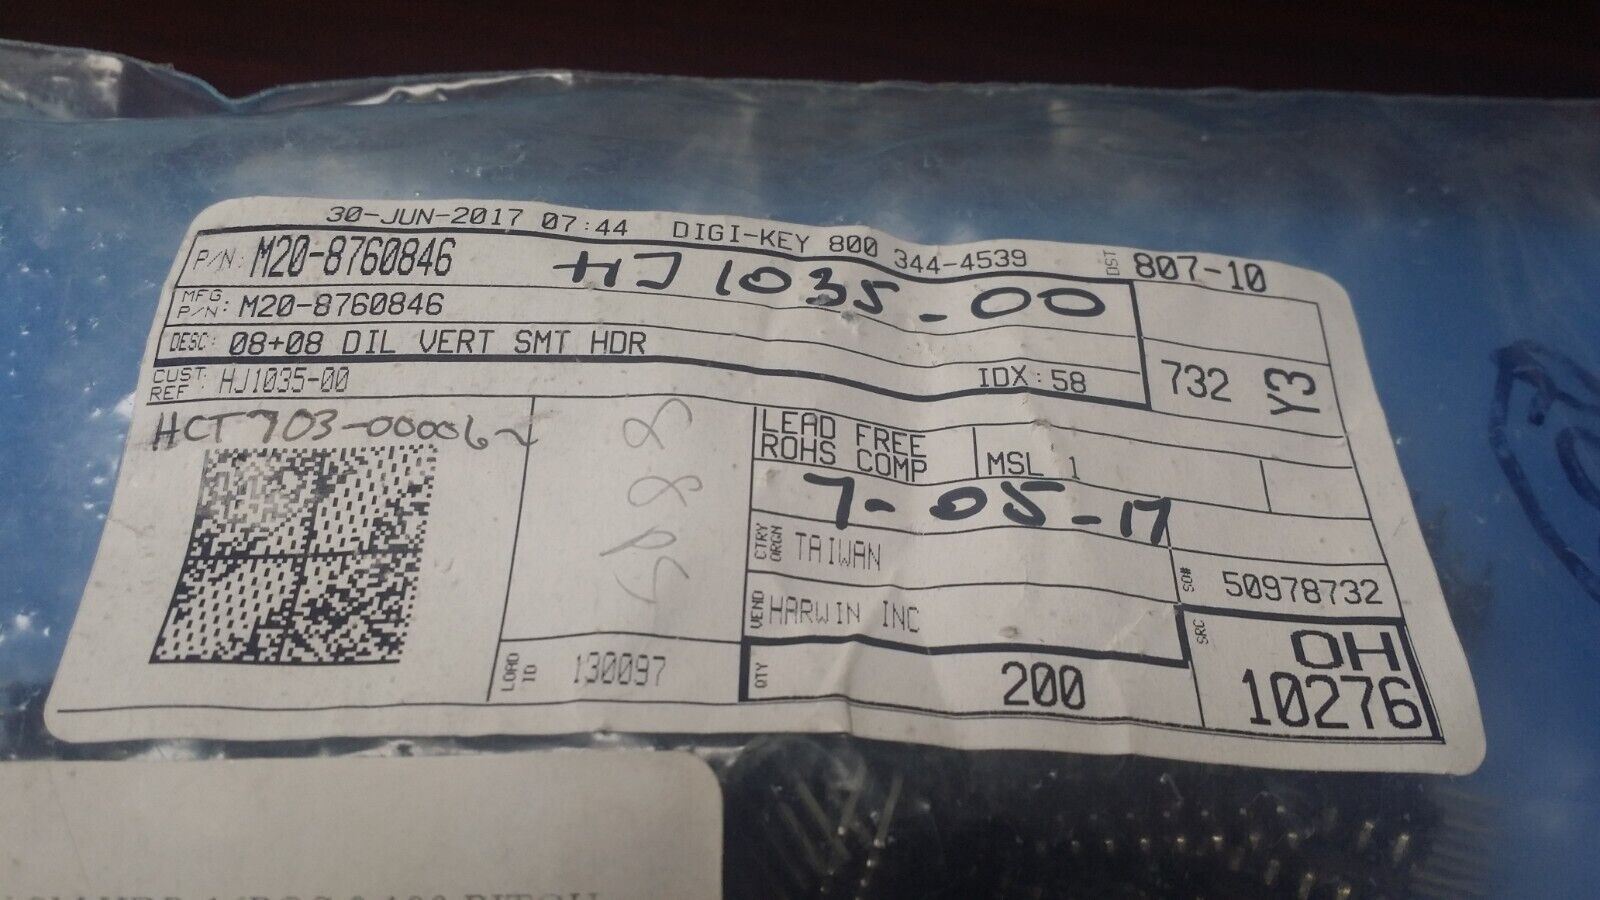 30-JUN-2017 07:44 DIGI-KEY 800 344-4539
DST 807-10
P/N: M20-8760846
HJ1035-00
MFG P/N: M20-8760846
DESC: 08+08 DIL VERT SMT HDR
732 Y3
CUST REF HJ1035-00
IDX: 58
HCT703-00006
LEAD FREE
ROHS COMP
MSL 1
7-05-17
CTRY ORGN TAIWAN
SO# 50978732
VEND HARWIN INC
SRC OH
10276
LOAD ID 130097
QTY 200
0.100 PITCH